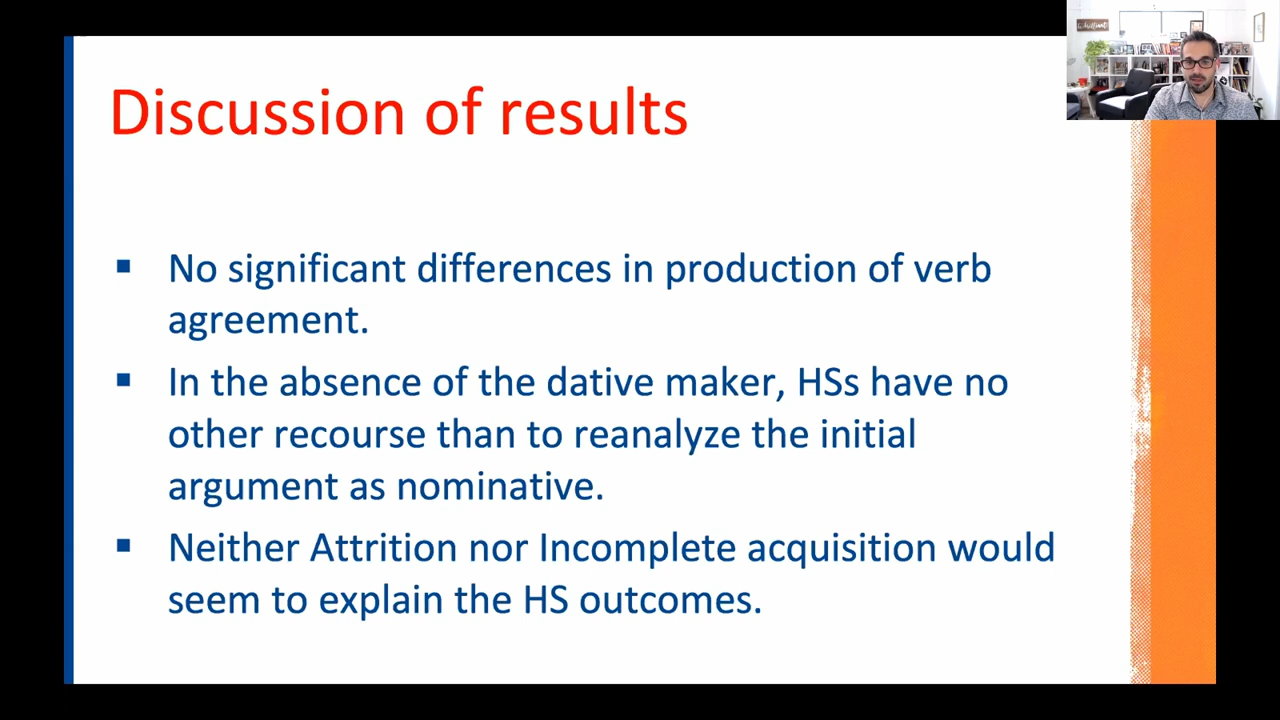 Discussion of results
▪ No significant differences in production of verb
agreement.
▪ In the absence of the dative maker, HSs have no
other recourse than to reanalyze the initial
argument as nominative.
▪ Neither Attrition nor Incomplete acquisition would
seem to explain the HS outcomes.